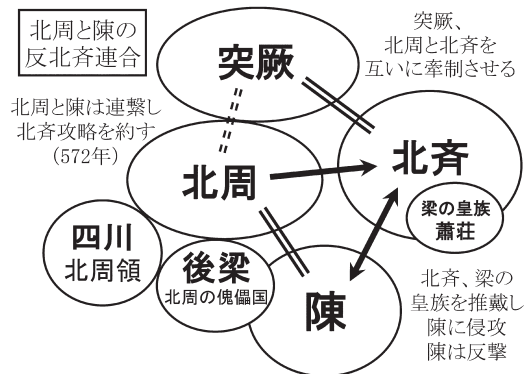 北周と陳の
反北斉連合
突厥
突厥、
北周と北斉を
互いに牽制させる
北周と陳は連繋し
北斉攻略を約す
（572年）
北周
北斉
梁の皇族
蕭荘
四川
北周領
後梁
北周の傀儡国
陳
北斉、梁の
皇族を推戴し
陳に侵攻
陳は反撃